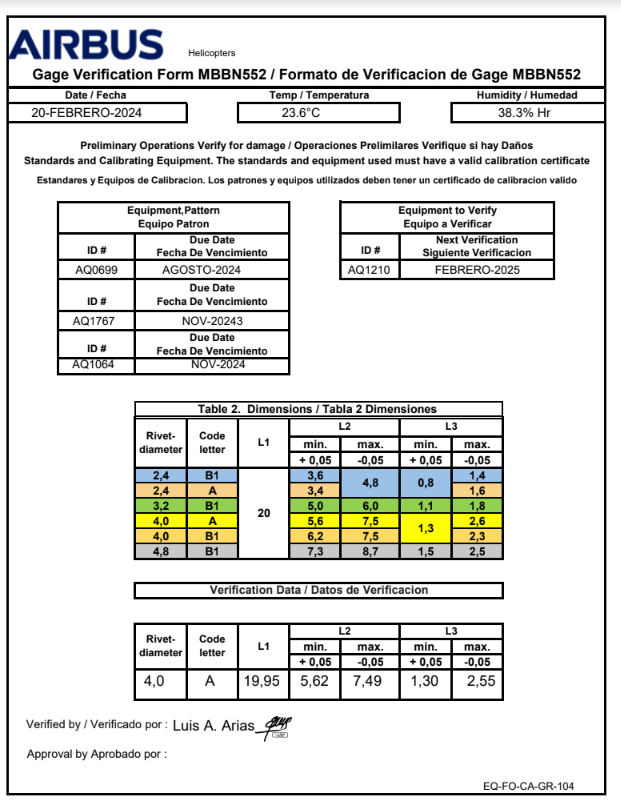 AIRBUS
Helicopters
Gage Verification Form MBBN552 / Formato de Verificacion de Gage MBBN552
Date / Fecha Temp / Temperatura Humidity / Humedad
20-FEBRERO-2024 23.6°C 38.3% Hr
Preliminary Operations Verify for damage / Operaciones Prelimilares Verifique si hay Daños
Standards and Calibrating Equipment. The standards and equipment used must have a valid calibration certificate
Estandares y Equipos de Calibracion. Los patrones y equipos utilizados deben tener un certificado de calibracion valido
Equipment,Pattern
Equipo Patron
ID # Due Date
Fecha De Vencimiento
AQ0699 AGOSTO-2024
ID # Due Date
Fecha De Vencimiento
AQ1767 NOV-20243
ID # Due Date
Fecha De Vencimiento
AQ1064 NOV-2024
Equipment to Verify
Equipo a Verificar
ID # Next Verification
Siguiente Verificacion
AQ1210 FEBRERO-2025
Table 2. Dimensions / Tabla 2 Dimensiones
Rivet-diameter Code letter L1 L2 L3
min. max. min. max.
+ 0,05 -0,05 + 0,05 -0,05
2,4 B1 20 3,6 4,8 0,8 1,4
2,4 A 3,4 1,6
3,2 B1 5,0 6,0 1,1 1,8
4,0 A 5,6 7,5 1,3 2,6
4,0 B1 6,2 7,5 2,3
4,8 B1 7,3 8,7 1,5 2,5
Verification Data / Datos de Verificacion
Rivet-diameter Code letter L1 L2 L3
min. max. min. max.
+ 0,05 -0,05 + 0,05 -0,05
4,0 A 19,95 5,62 7,49 1,30 2,55
Verified by / Verificado por : Luis A. Arias
Approval by Aprobado por :
EQ-FO-CA-GR-104